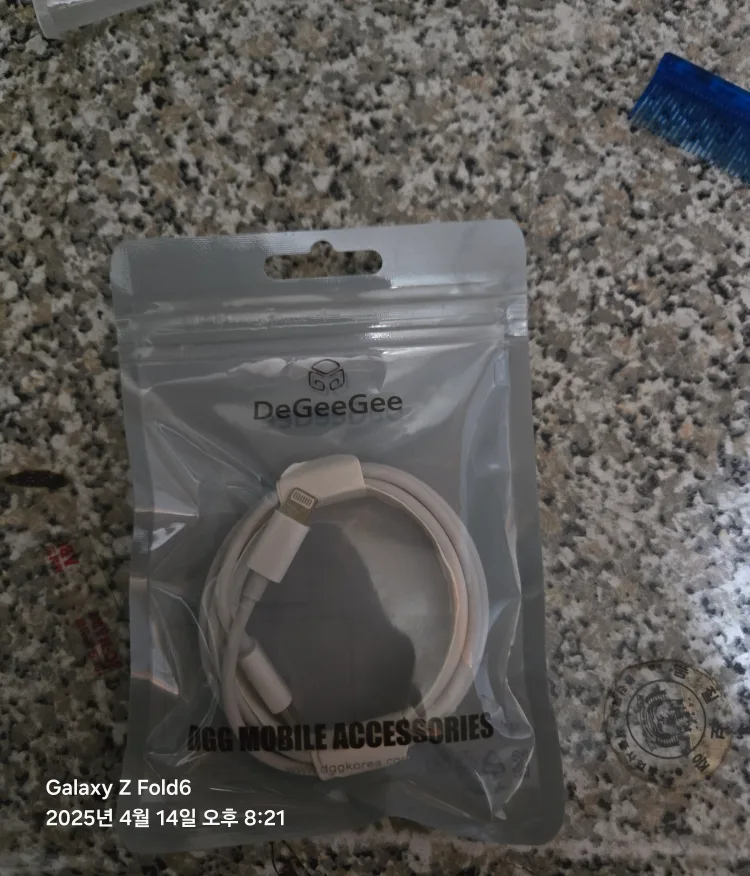 DeGeeGee
DGG MOBILE ACCESSORIES
Galaxy Z Fold6
2025년 4월 14일 오후 8:21